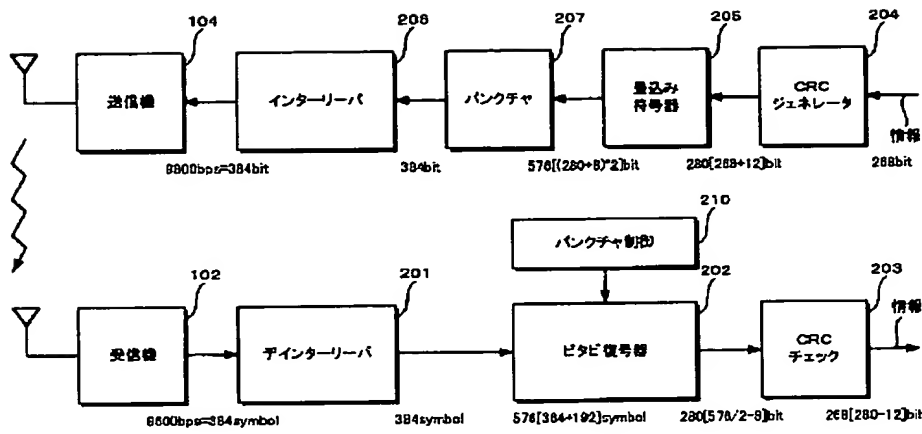 104
206
207
205
204
送信機
インターリーバ
パンクチャ
畳込み
符号器
CRC
ジェネレータ
情報
9600bps=384bit
384bit
576[(280+8)*2]bit
280[268+12]bit
268bit
210
パンクチャ制御
102
201
202
203
受信機
デインターリーバ
ビタビ復号器
CRC
チェック
情報
9600bps=384symbol
384symbol
576[384+192]symbol
280[576/2-8]bit
268[280-12]bit